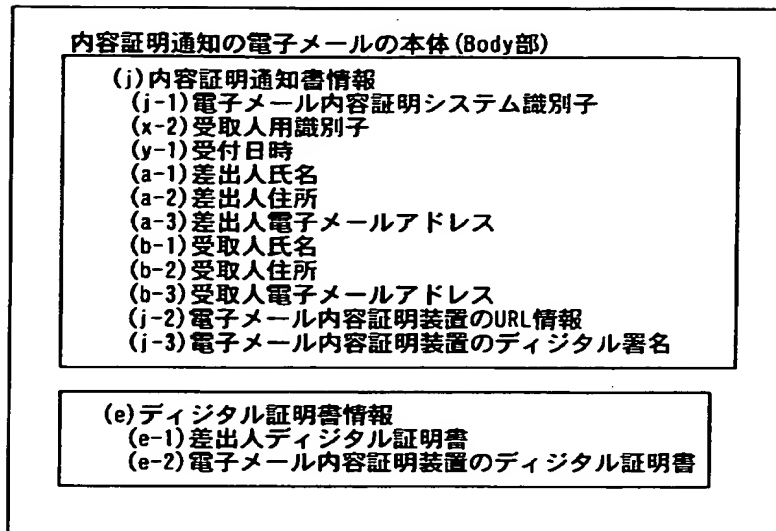 内容証明通知の電子メールの本体(Body部)
(j)内容証明通知書情報
(j-1)電子メール内容証明システム識別子
(x-2)受取人用識別子
(y-1)受付日時
(a-1)差出人氏名
(a-2)差出人住所
(a-3)差出人電子メールアドレス
(b-1)受取人氏名
(b-2)受取人住所
(b-3)受取人電子メールアドレス
(j-2)電子メール内容証明装置のURL情報
(j-3)電子メール内容証明装置のディジタル署名
(e)ディジタル証明書情報
(e-1)差出人ディジタル証明書
(e-2)電子メール内容証明装置のディジタル証明書